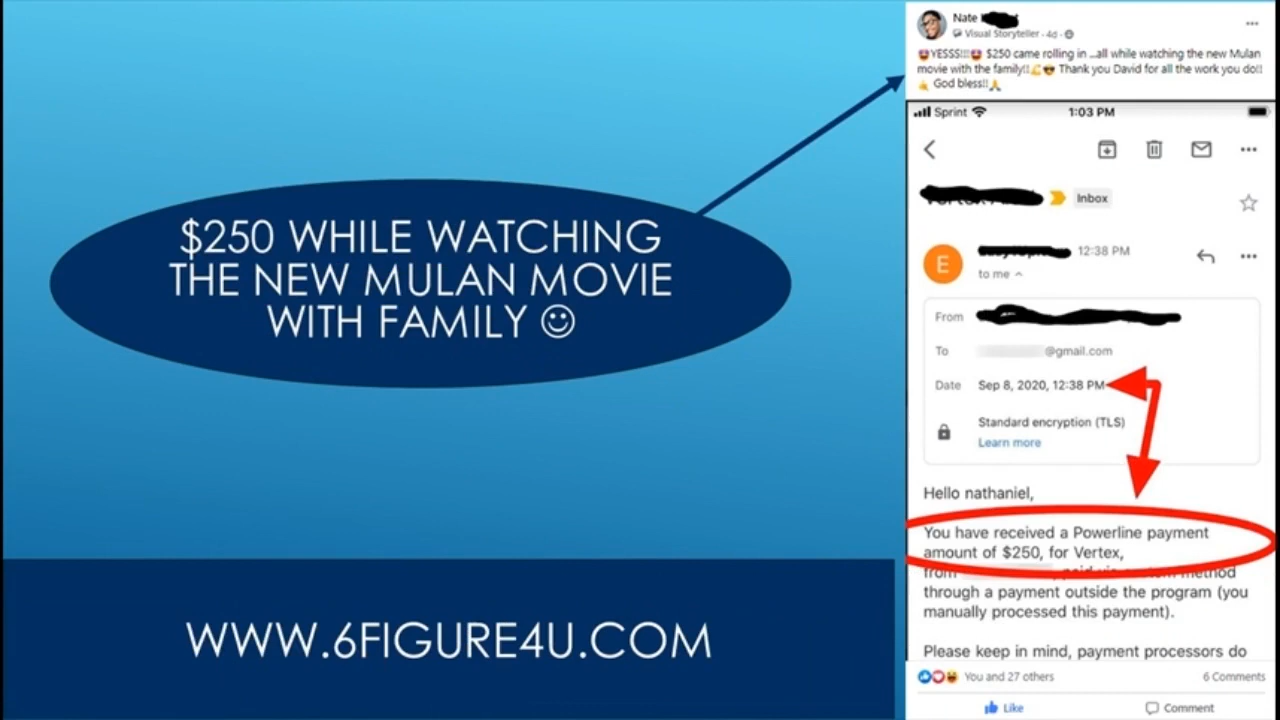 $250 WHILE WATCHING
THE NEW MULAN MOVIE
WITH FAMILY ☺
WWW.6FIGURE4U.COM
Nate
Visual Storyteller · 4d ·
😍YESSS!!!😍 $250 came rolling in ...all while watching the new Mulan
movie with the family!!💪😎 Thank you David for all the work you do!!
🤙 God bless!!🙏
Sprint 1:03 PM
Inbox
E
12:38 PM
to me
From
To @gmail.com
Date Sep 8, 2020, 12:38 PM
Standard encryption (TLS)
Learn more
Hello nathaniel,
You have received a Powerline payment
amount of $250, for Vertex,
from paid via custom method
through a payment outside the program (you
manually processed this payment).
Please keep in mind, payment processors do
You and 27 others 6 Comments
Like Comment